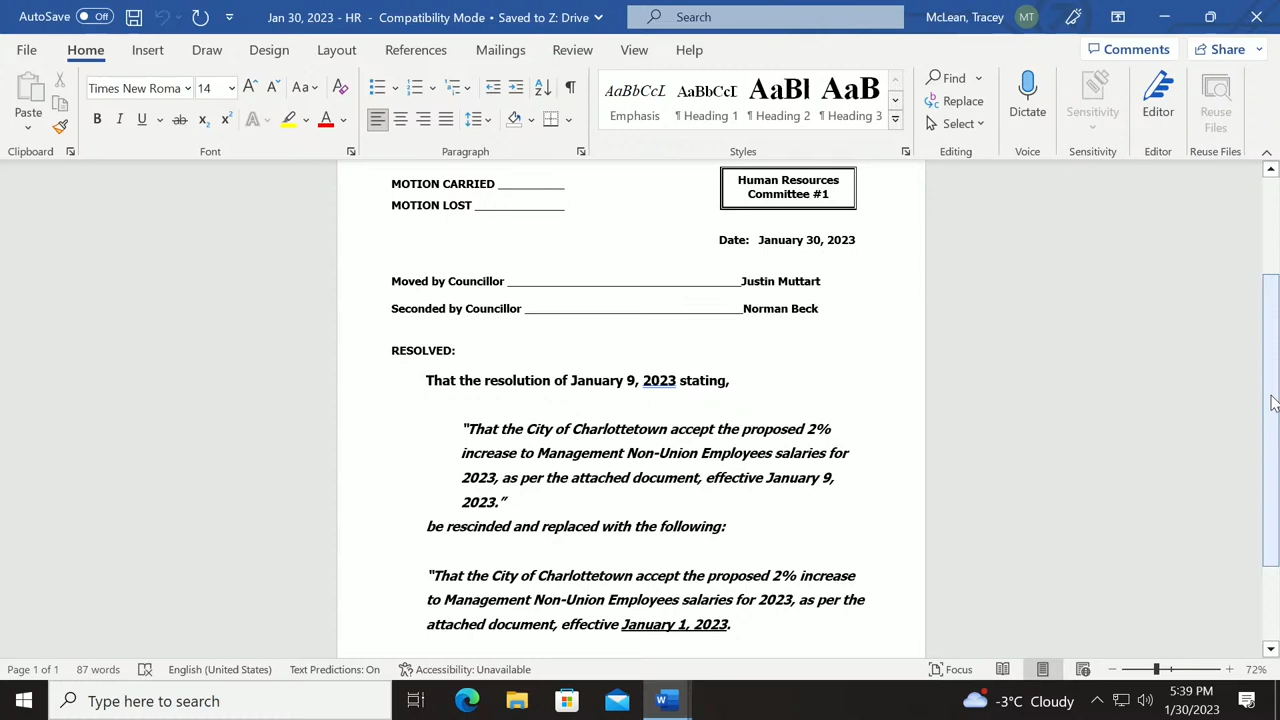 AutoSave Off Jan 30, 2023 - HR - Compatibility Mode • Saved to Z: Drive Search McLean, Tracey MT
File Home Insert Draw Design Layout References Mailings Review View Help Comments Share
Times New Roma 14 Aa A AaBbCcL AaBbCcD AaBl AaB Find
Paste Replace Dictate Sensitivity Editor Reuse Files
B I U ab x₂ x² A A Emphasis ¶ Heading 1 ¶ Heading 2 ¶ Heading 3 Select
Clipboard Font Paragraph Styles Editing Voice Sensitivity Editor Reuse Files
MOTION CARRIED __________
Human Resources
Committee #1
MOTION LOST __________
Date: January 30, 2023
Moved by Councillor __________________________Justin Muttart
Seconded by Councillor ________________________Norman Beck
RESOLVED:
That the resolution of January 9, 2023 stating,
"That the City of Charlottetown accept the proposed 2%
increase to Management Non-Union Employees salaries for
2023, as per the attached document, effective January 9,
2023.”
be rescinded and replaced with the following:
"That the City of Charlottetown accept the proposed 2% increase
to Management Non-Union Employees salaries for 2023, as per the
attached document, effective January 1, 2023.
Page 1 of 1 87 words English (United States) Text Predictions: On Accessibility: Unavailable Focus 72%
Type here to search W -3°C Cloudy 5:39 PM
1/30/2023